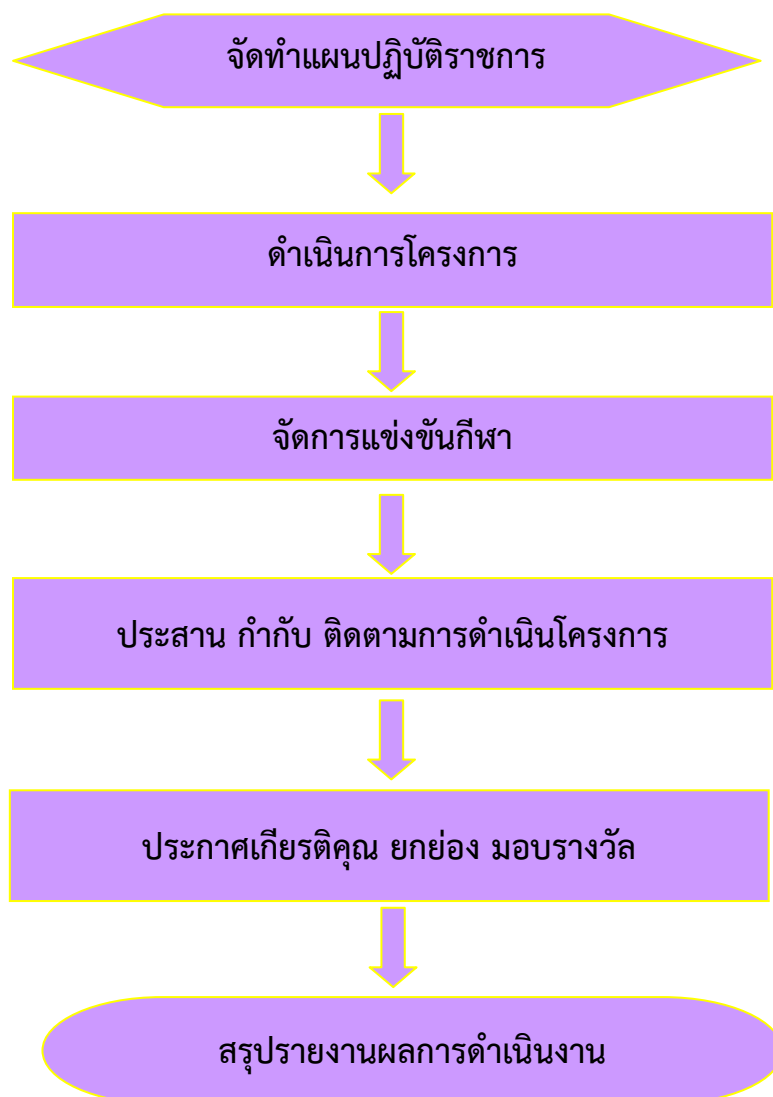 จัดทำแผนปฏิบัติราชการ
ดำเนินการโครงการ
จัดการแข่งขันกีฬา
ประสาน กำกับ ติดตามการดำเนินโครงการ
ประกาศเกียรติคุณ ยกย่อง มอบรางวัล
สรุปรายงานผลการดำเนินงาน